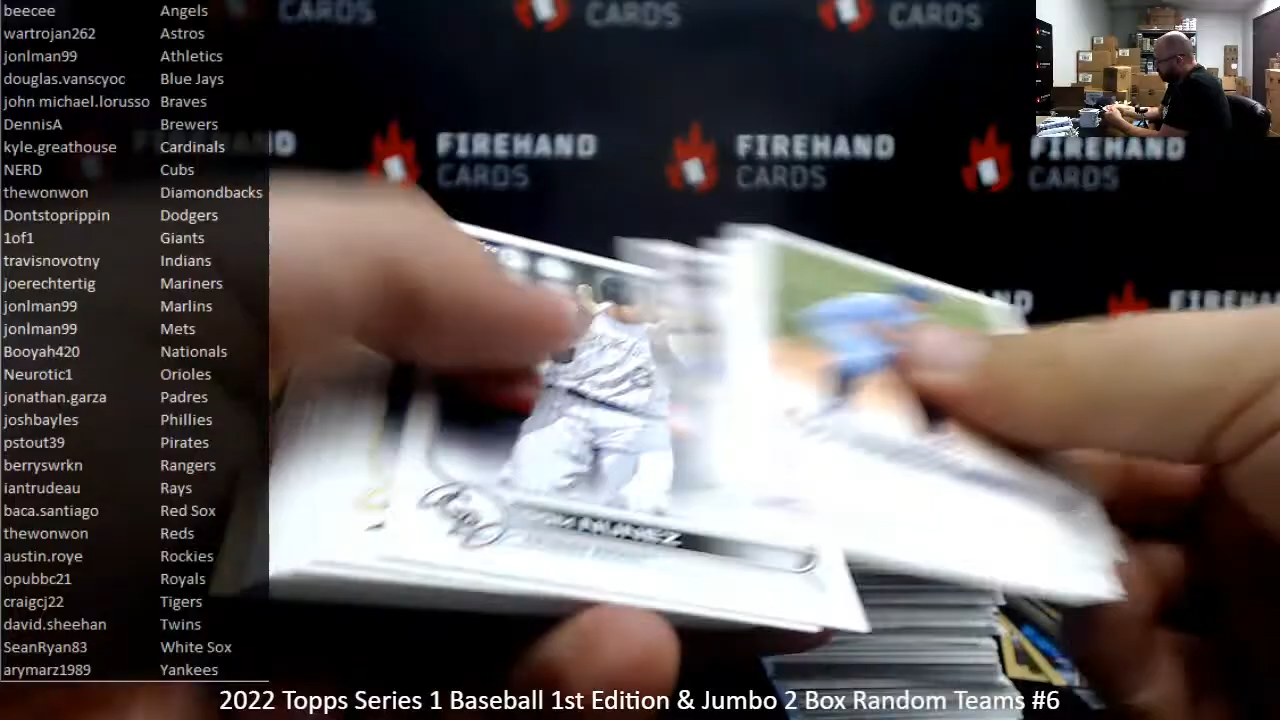 beecee Angels
wartrojan262 Astros
jonlman99 Athletics
douglas.vanscyoc Blue Jays
john michael.lorusso Braves
DennisA Brewers
kyle.greathouse Cardinals
NERD Cubs
thewonwon Diamondbacks
Dontstoprippin Dodgers
1of1 Giants
travisnovotny Indians
joerechtertig Mariners
jonlman99 Marlins
jonlman99 Mets
Booyah420 Nationals
Neurotic1 Orioles
jonathan.garza Padres
joshbayles Phillies
pstout39 Pirates
berryswrkn Rangers
iantrudeau Rays
baca.santiago Red Sox
thewonwon Reds
austin.roye Rockies
opubbc21 Royals
craigcj22 Tigers
david.sheehan Twins
SeanRyan83 White Sox
arymarz1989 Yankees
CARDS CARDS CARDS
FIREHAND FIREHAND FIREHAND
CARDS CARDS CARDS
FIREHAND
2022 Topps Series 1 Baseball 1st Edition & Jumbo 2 Box Random Teams #6